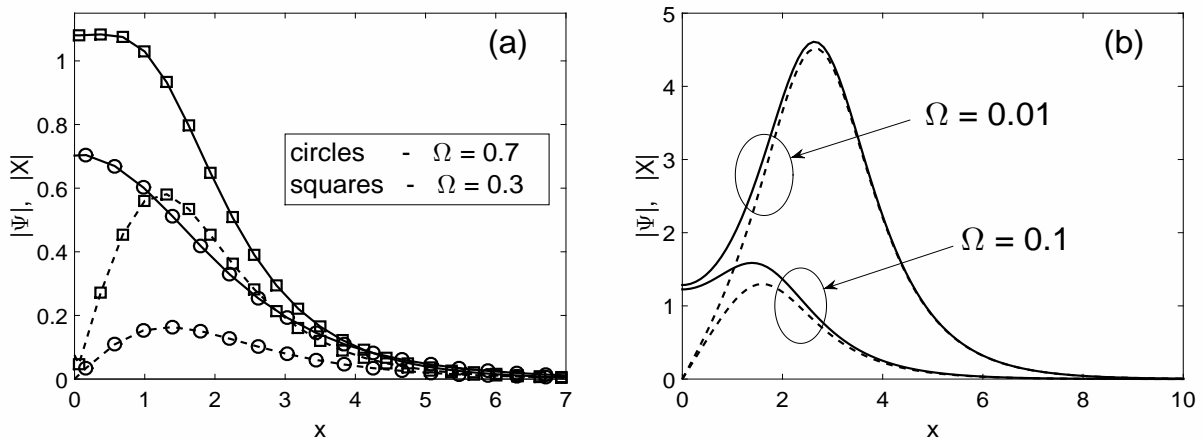 (a)
1
0.8
0.6
0.4
0.2
0
|Ψ|, |X|
circles - Ω = 0.7
squares - Ω = 0.3
0 1 2 3 4 5 6 7
x
(b)
5
4
3
2
1
0
|Ψ|, |X|
Ω = 0.01
Ω = 0.1
0 2 4 6 8 10
x